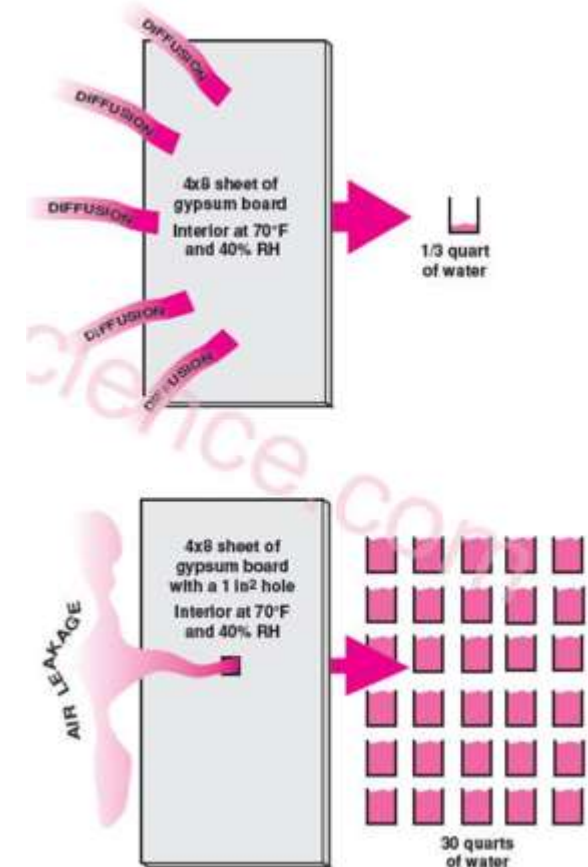 DIFFUSION
DIFFUSION
DIFFUSION
DIFFUSION
DIFFUSION
4x8 sheet of
gypsum board
Interior at 70°F
and 40% RH
1/3 quart
of water
cience.com
AIR LEAKAGE
4x8 sheet of
gypsum board
with a 1 in² hole
Interior at 70°F
and 40% RH
30 quarts
of water